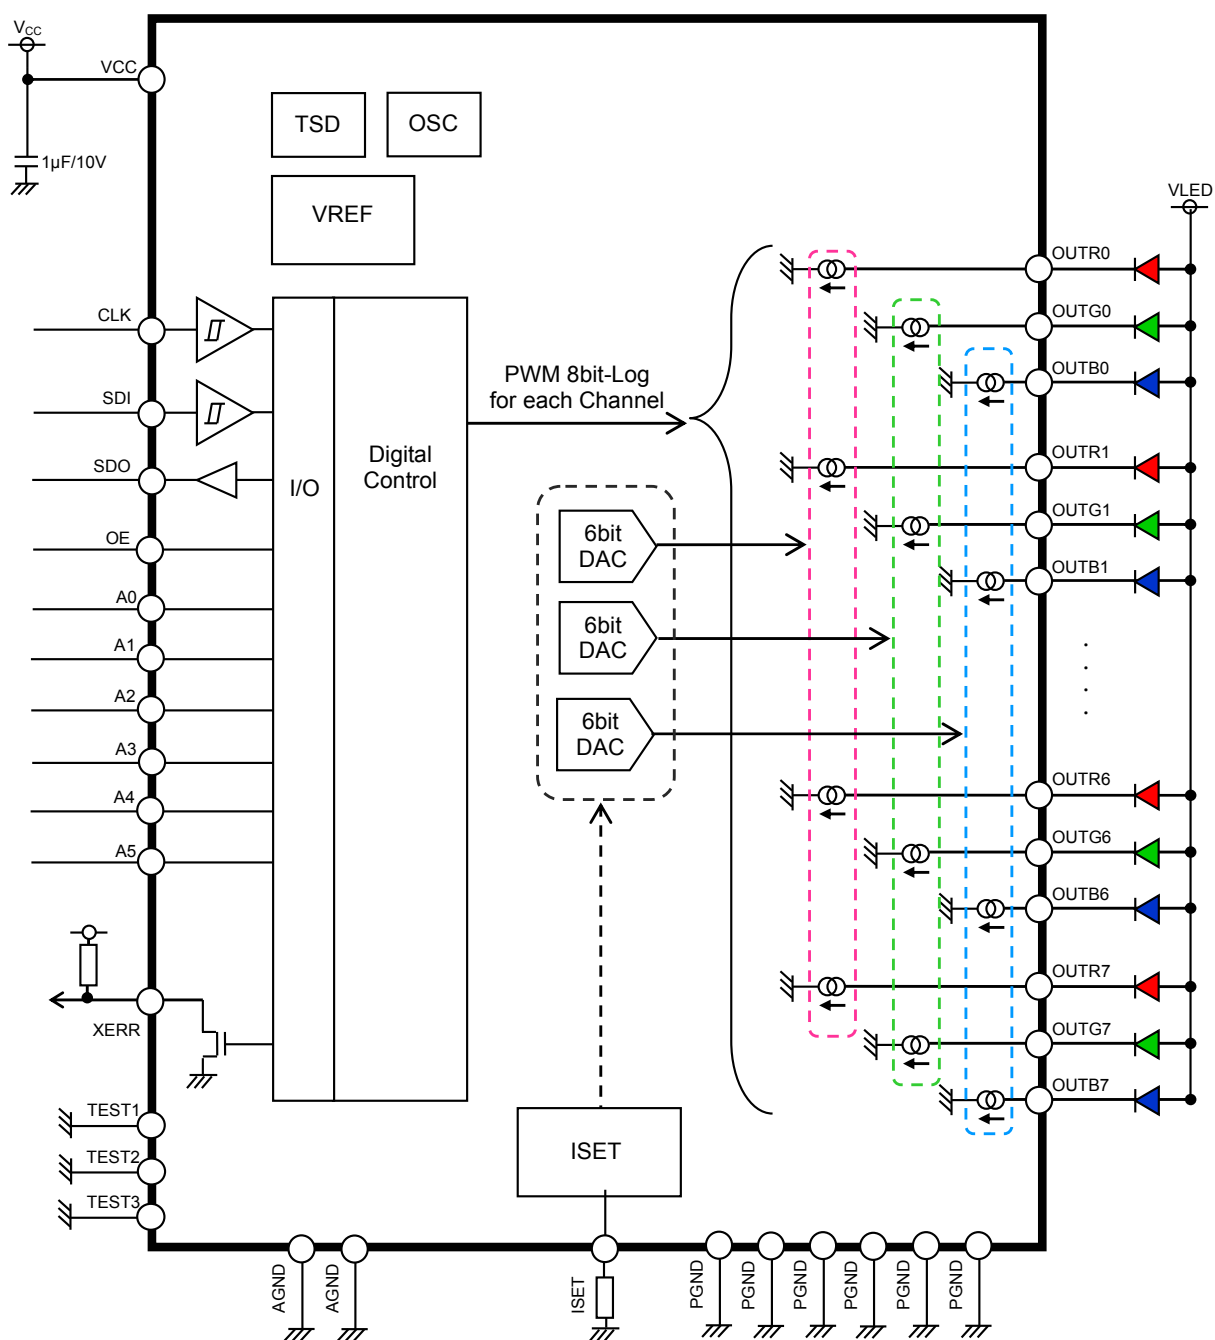 VCC
VCC
1µF/10V
TSD
OSC
VREF
VLED
CLK
SDI
SDO
OE
A0
A1
A2
A3
A4
A5
XERR
TEST1
TEST2
TEST3
I/O
Digital
Control
PWM 8bit-Log
for each Channel
6bit
DAC
6bit
DAC
6bit
DAC
ISET
OUTR0
OUTG0
OUTB0
OUTR1
OUTG1
OUTB1
OUTR6
OUTG6
OUTB6
OUTR7
OUTG7
OUTB7
AGND
AGND
ISET
PGND
PGND
PGND
PGND
PGND
PGND